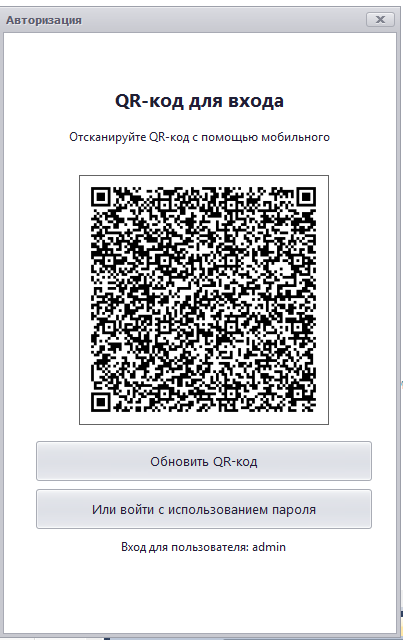 Авторизация
QR-код для входа
Отсканируйте QR-код с помощью мобильного
Обновить QR-код
Или войти с использованием пароля
Вход для пользователя: admin